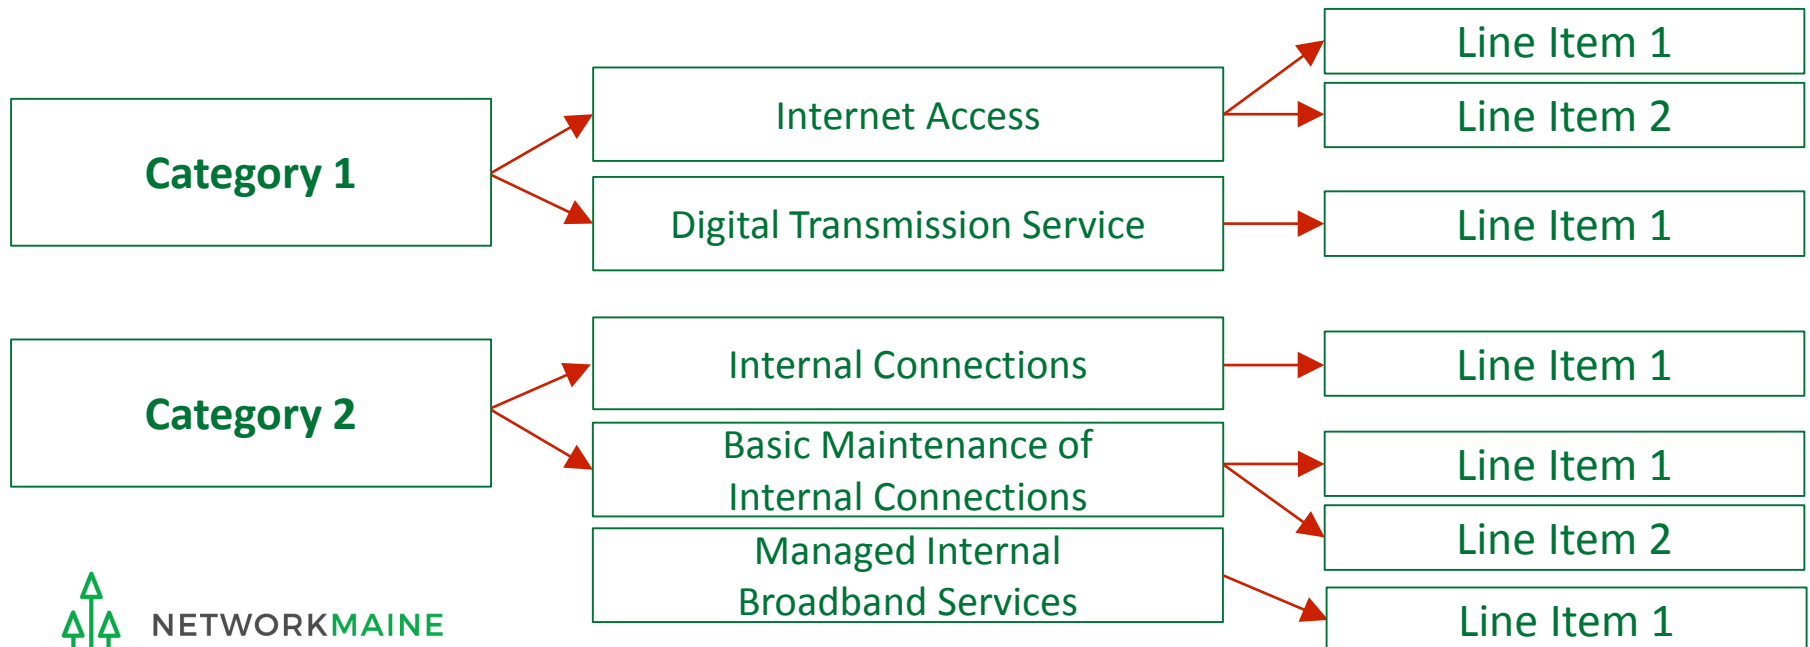 Category 1
Internet Access
Line Item 1
Line Item 2
Digital Transmission Service
Line Item 1
Category 2
Internal Connections
Line Item 1
Basic Maintenance of
Internal Connections
Line Item 1
Line Item 2
Managed Internal
Broadband Services
Line Item 1
NETWORKMAINE